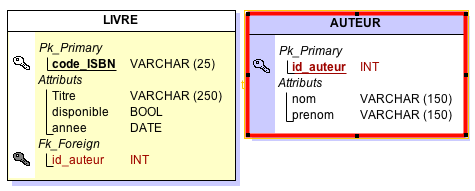 LIVRE
Pk_Primary
code_ISBN VARCHAR (25)
Attributs
Titre VARCHAR (250)
disponible BOOL
annee DATE
Fk_Foreign
id_auteur INT
AUTEUR
Pk_Primary
id_auteur INT
Attributs
nom VARCHAR (150)
prenom VARCHAR (150)